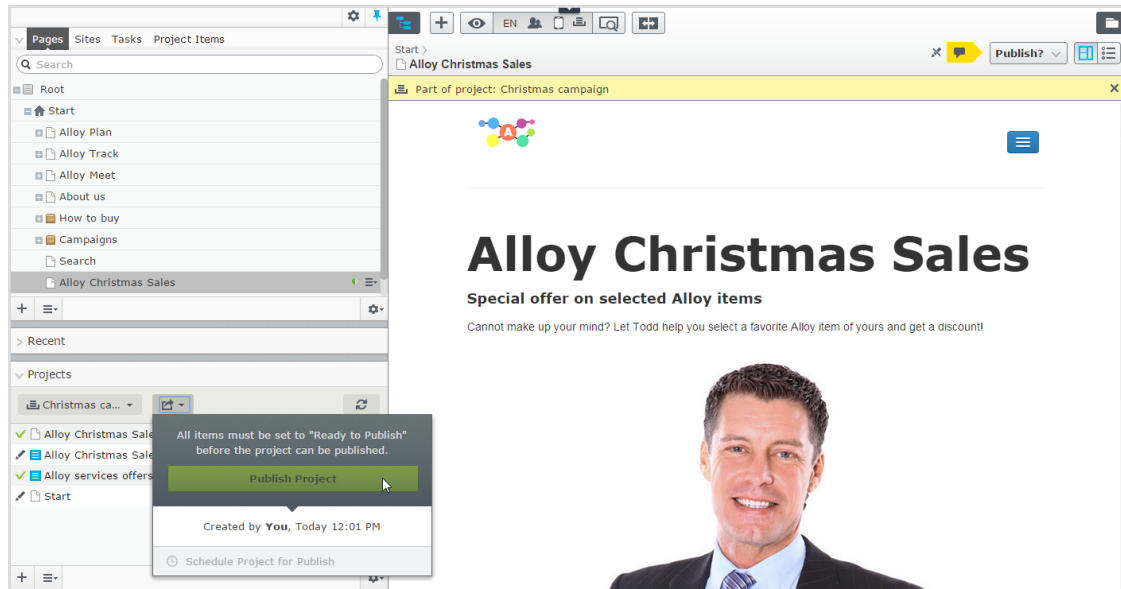 Pages Sites Tasks Project Items
Search
Root
Start
Alloy Plan
Alloy Track
Alloy Meet
About us
How to buy
Campaigns
Search
Alloy Christmas Sales
Recent
Projects
Christmas ca...
Alloy Christmas Sale
Alloy Christmas Sale
Alloy services offers
Start
All items must be set to "Ready to Publish"
before the project can be published.
Publish Project
Created by You, Today 12:01 PM
Schedule Project for Publish
EN
Start
Alloy Christmas Sales
Publish?
Part of project: Christmas campaign
A
Alloy Christmas Sales
Special offer on selected Alloy items
Cannot make up your mind? Let Todd help you select a favorite Alloy item of yours and get a discount!